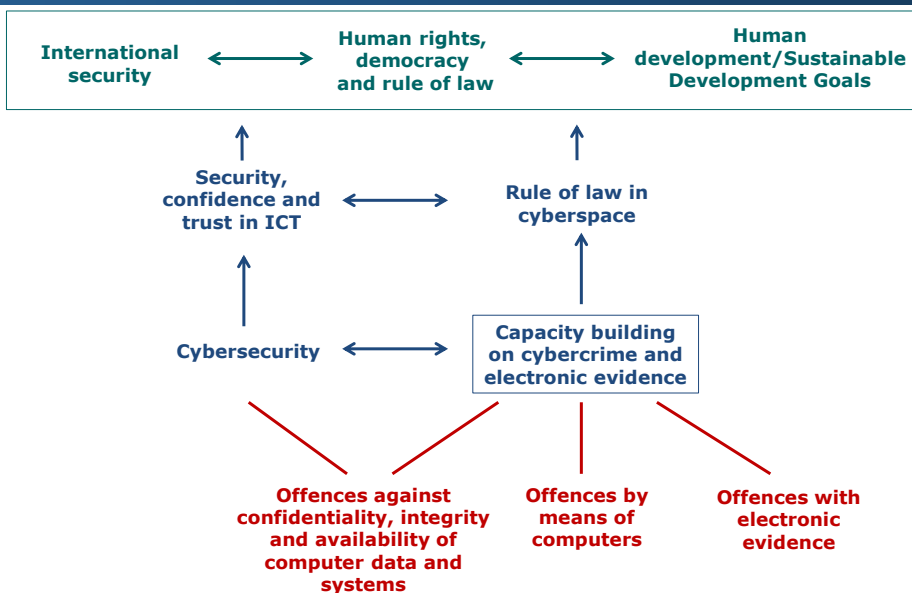 International
security
Human rights,
democracy
and rule of law
Human
development/Sustainable
Development Goals
Security,
confidence and
trust in ICT
Rule of law in
cyberspace
Cybersecurity
Capacity building
on cybercrime and
electronic evidence
Offences against
confidentiality, integrity
and availability of
computer data and
systems
Offences by
means of
computers
Offences with
electronic
evidence